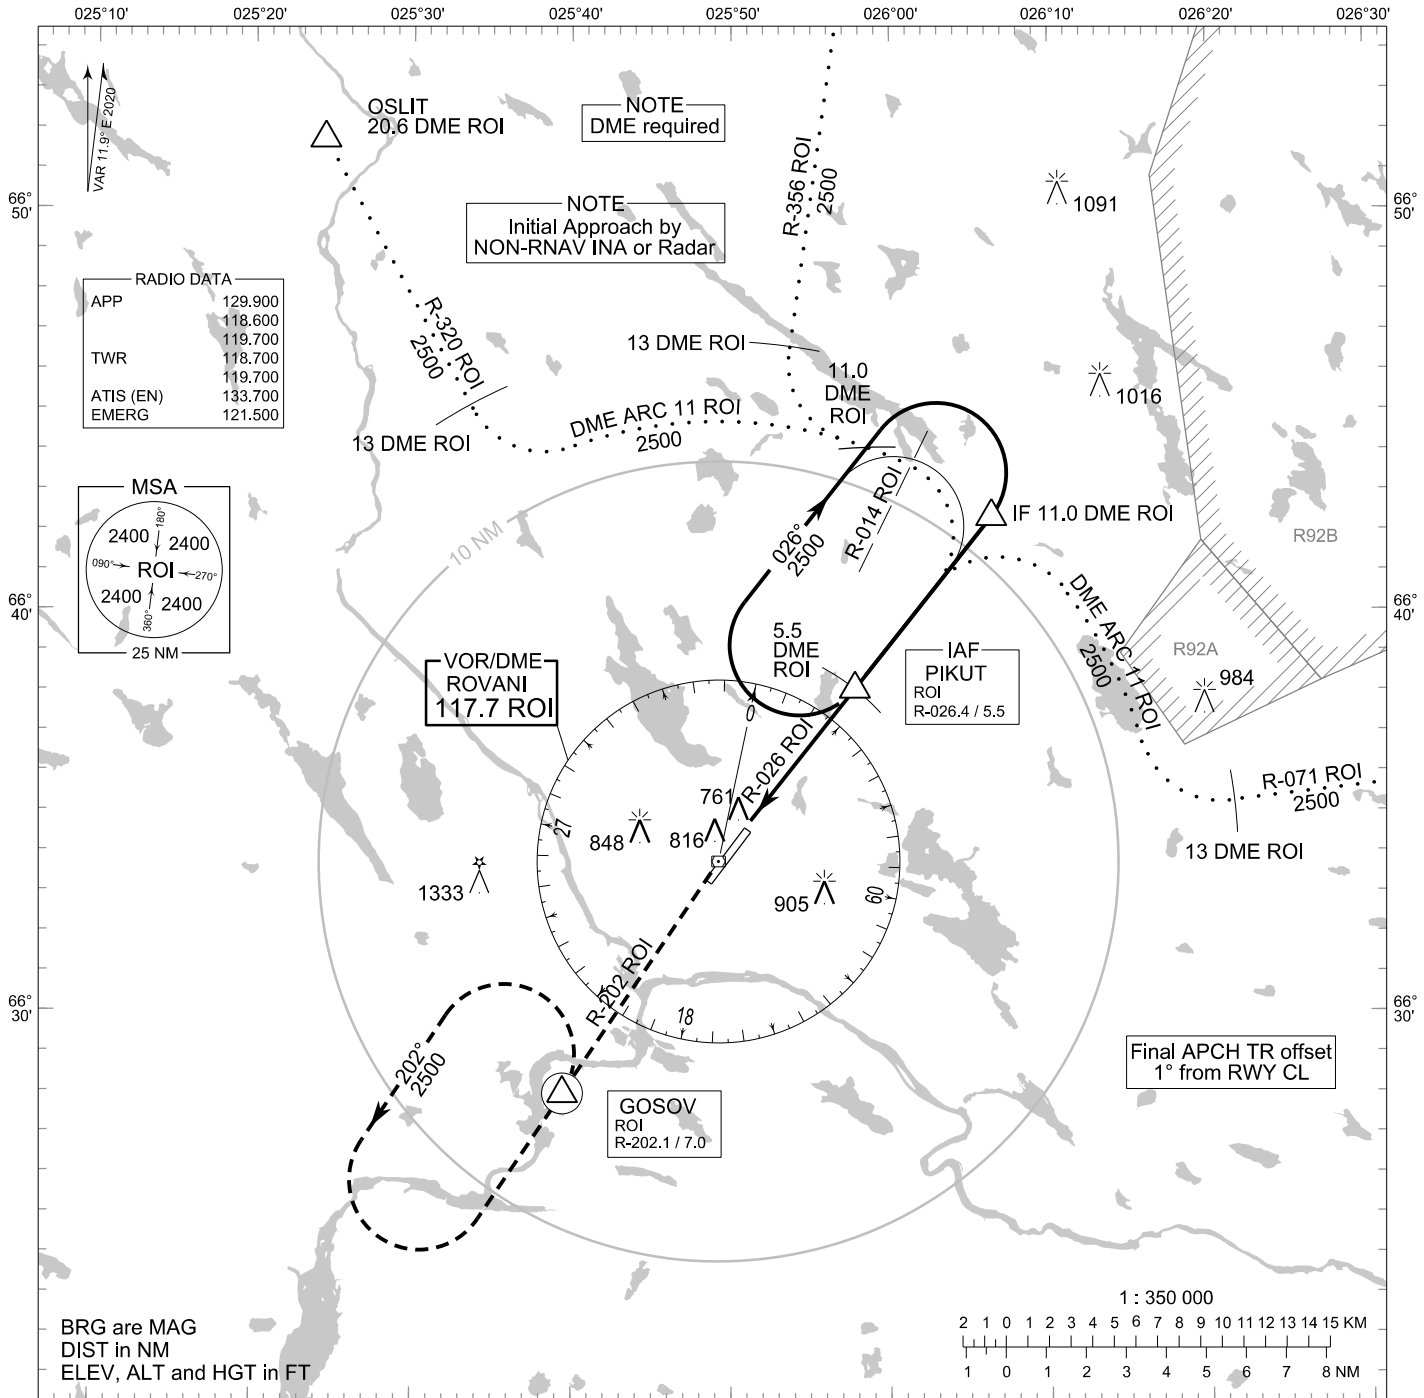 025°10' 025°20' 025°30' 025°40' 025°50' 026°00' 026°10' 026°20' 026°30'
VAR 11.9° E 2020
OSLIT
20.6 DME ROI
NOTE
DME required
R-356 ROI
2500
66°
50'
66°
50'
1091
NOTE
Initial Approach by
NON-RNAV INA or Radar
RADIO DATA
APP 129.900
118.600
119.700
TWR 118.700
119.700
ATIS (EN) 133.700
EMERG 121.500
R-320 ROI
2500
13 DME ROI
13 DME ROI
11.0
DME
ROI
1016
DME ARC 11 ROI
2500
MSA
180°
2400 2400
090° ROI 270°
2400 2400
360°
25 NM
10 NM
026°
2500
R-014 ROI
IF 11.0 DME ROI
R92B
66°
40'
66°
40'
DME ARC 11 ROI
2500
R92A
984
5.5
DME
ROI
IAF
PIKUT
ROI
R-026.4 / 5.5
VOR/DME
ROVANI
117.7 ROI
0
R-026 ROI
R-071 ROI
2500
13 DME ROI
27
761
848
816
1333
905
09
18
R-202 ROI
66°
30'
66°
30'
202°
2500
GOSOV
ROI
R-202.1 / 7.0
Final APCH TR offset
1° from RWY CL
BRG are MAG
DIST in NM
ELEV, ALT and HGT in FT
1 : 350 000
2 1 0 1 2 3 4 5 6 7 8 9 10 11 12 13 14 15 KM
1 0 1 2 3 4 5 6 7 8 NM